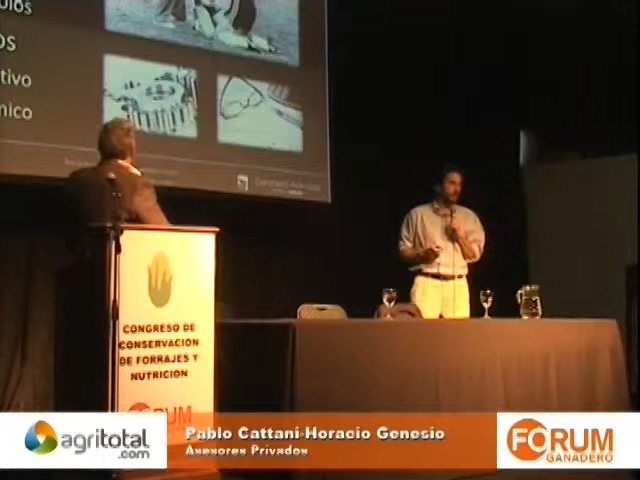 os
tivo
nico
CONGRESO DE
CONSERVACION
DE FORRAJES Y
NUTRICION
agritotal
.com
Pablo Cattani-Horacio Genesio
Asesores Privados
FORUM
GANADERO